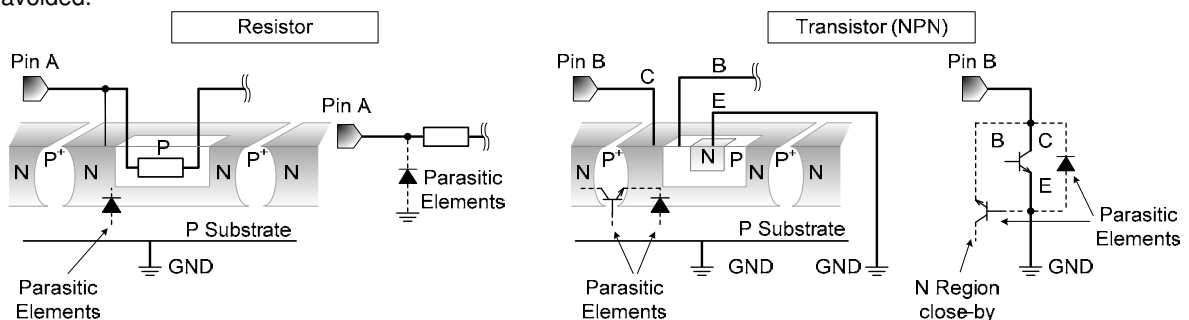 avoided.
Resistor
Transistor (NPN)
Pin A
Pin A
P
N P+ N N P+ N
Parasitic
Elements
P Substrate
GND
Parasitic
Elements
Pin B
C
B
E
N P+ N P N P+ N
P Substrate
GND
GND
Parasitic
Elements
Pin B
B
C
E
Parasitic
Elements
GND
N Region
close-by